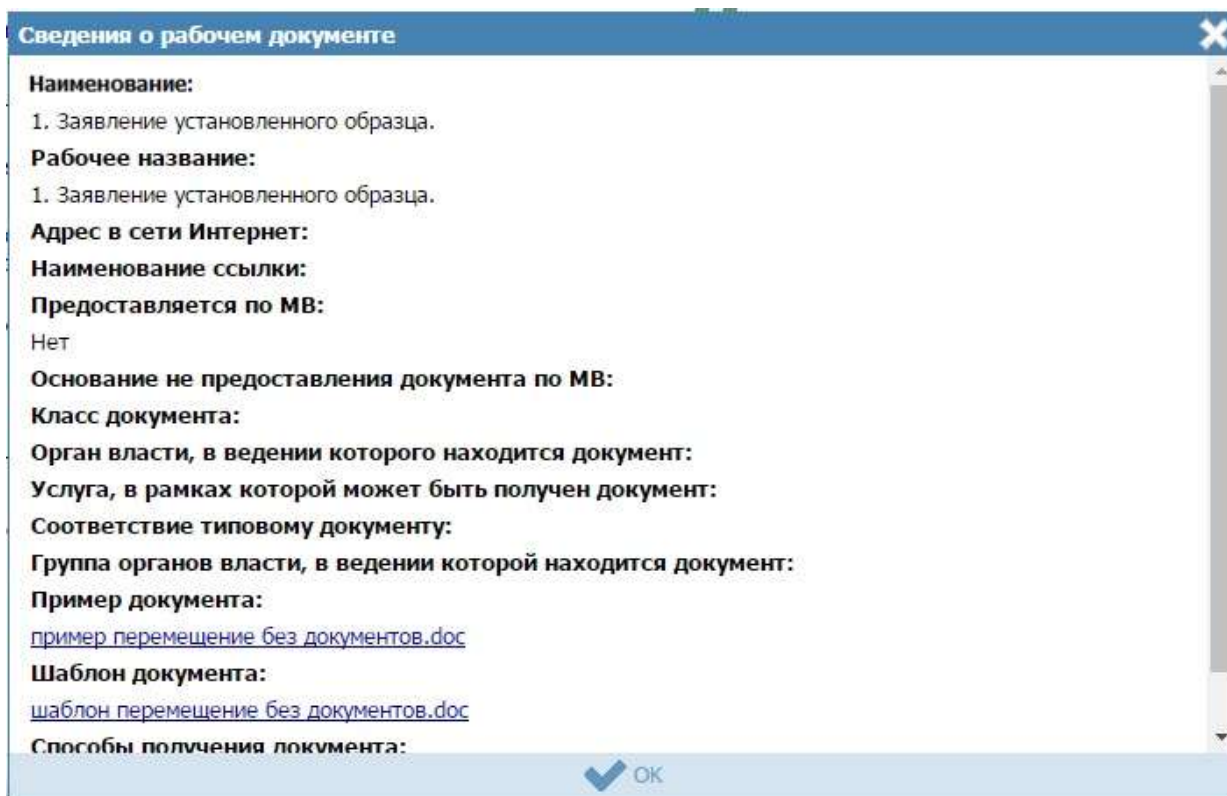 Сведения о рабочем документе
Наименование:
1. Заявление установленного образца.
Рабочее название:
1. Заявление установленного образца.
Адрес в сети Интернет:
Наименование ссылки:
Предоставляется по МВ:
Нет
Основание не предоставления документа по МВ:
Класс документа:
Орган власти, в ведении которого находится документ:
Услуга, в рамках которой может быть получен документ:
Соответствие типовому документу:
Группа органов власти, в ведении которой находится документ:
Пример документа:
пример перемещение без документов.doc
Шаблон документа:
шаблон перемещение без документов.doc
Способы получения документа:
ОК